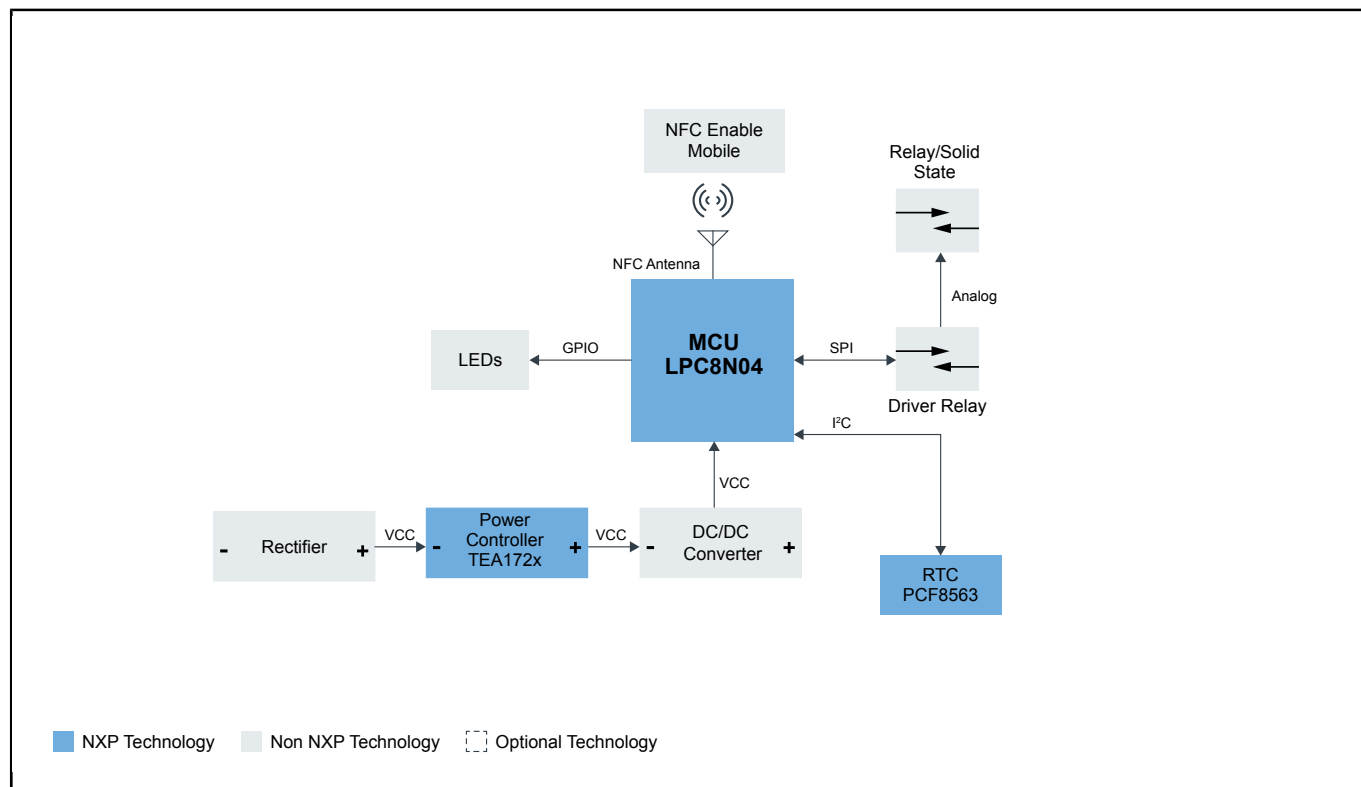 NFC Enable
Mobile
Relay/Solid
State
NFC Antenna
Analog
MCU
LPC8N04
LEDs
GPIO
SPI
Driver Relay
I²C
VCC
- Rectifier +
VCC
- Power
Controller
TEA172x +
VCC
- DC/DC
Converter +
RTC
PCF8563
NXP Technology
Non NXP Technology
Optional Technology